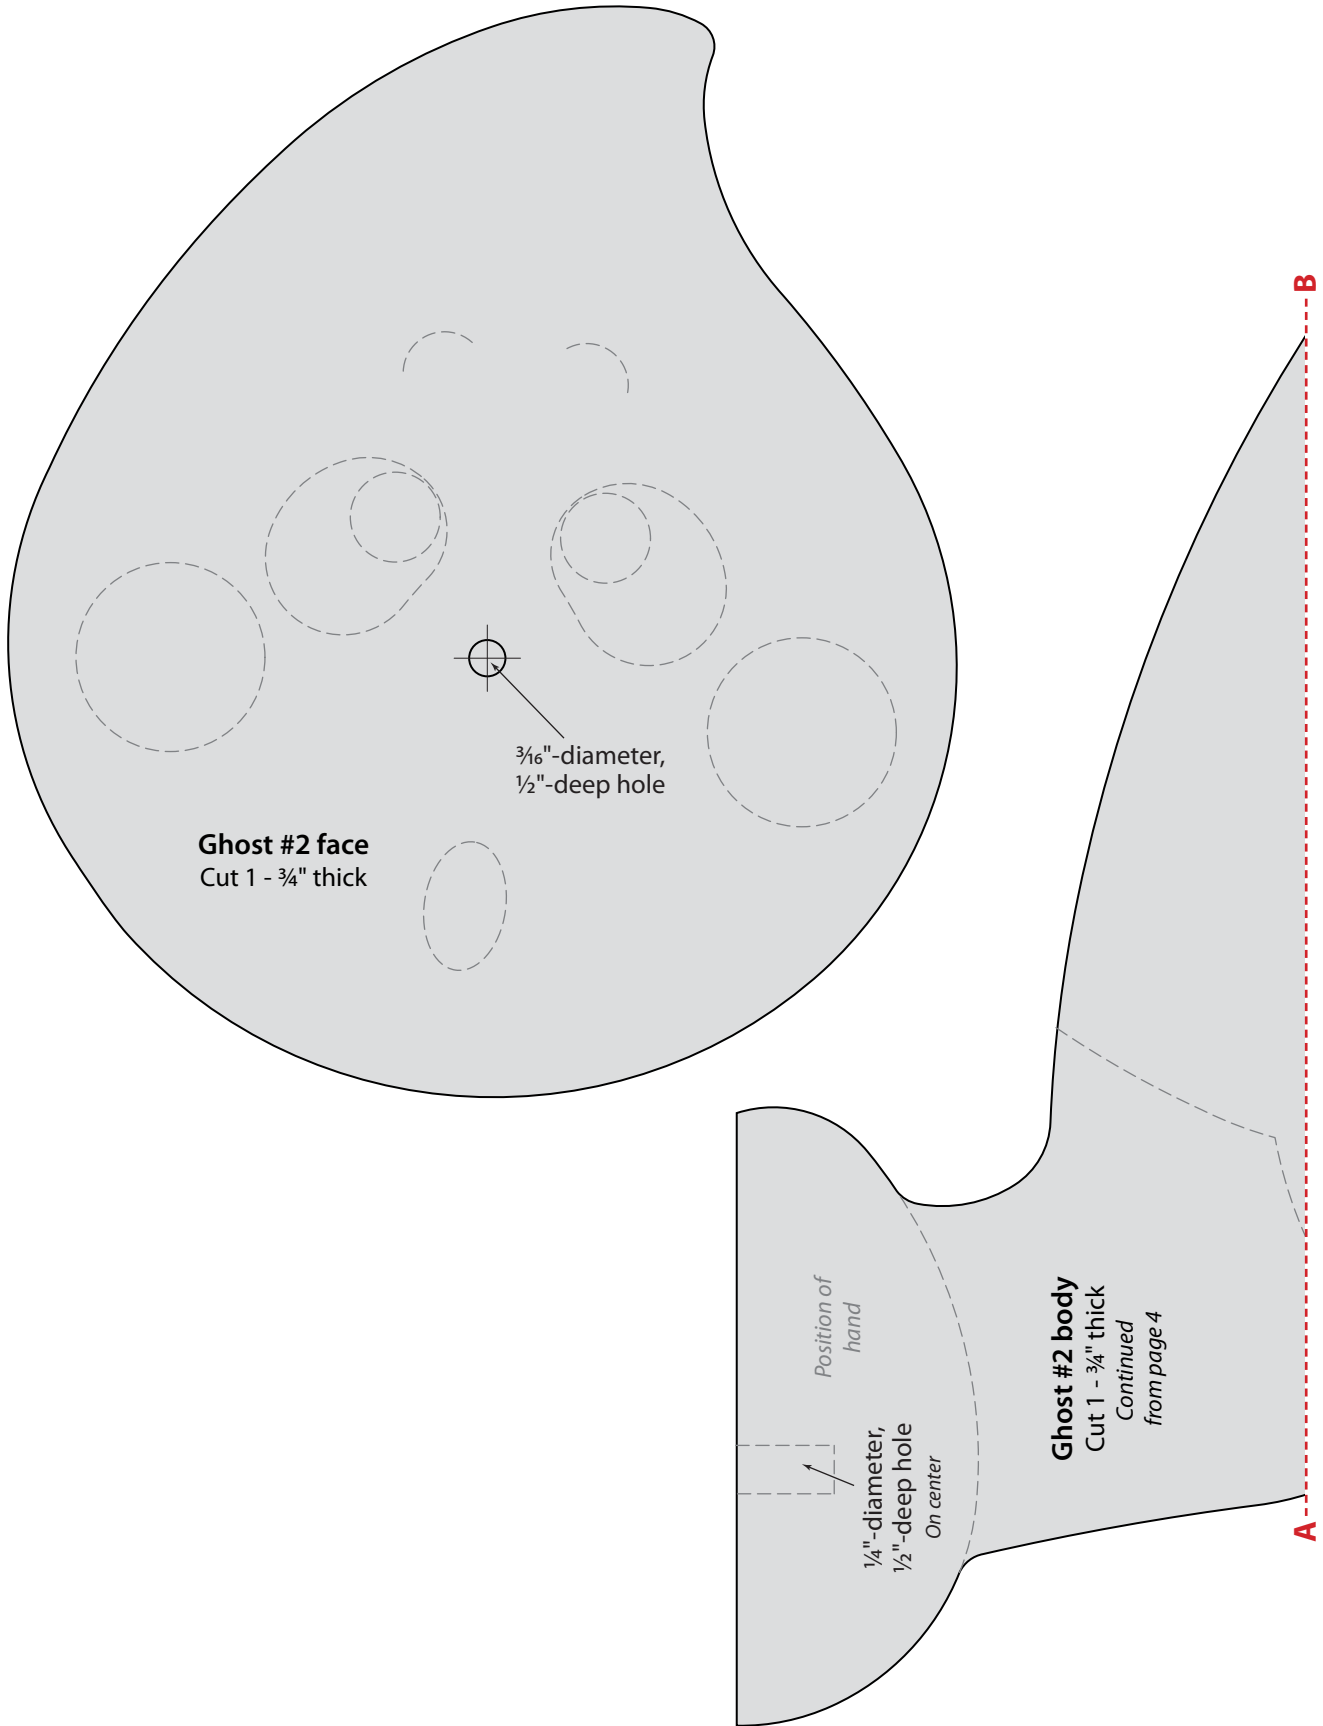 ³⁄₁₆"-diameter,
½"-deep hole
Ghost #2 face
Cut 1 - ¾" thick
B
Position of
hand
¼"-diameter,
½"-deep hole
On center
Ghost #2 body
Cut 1 - ¾" thick
Continued
from page 4
A